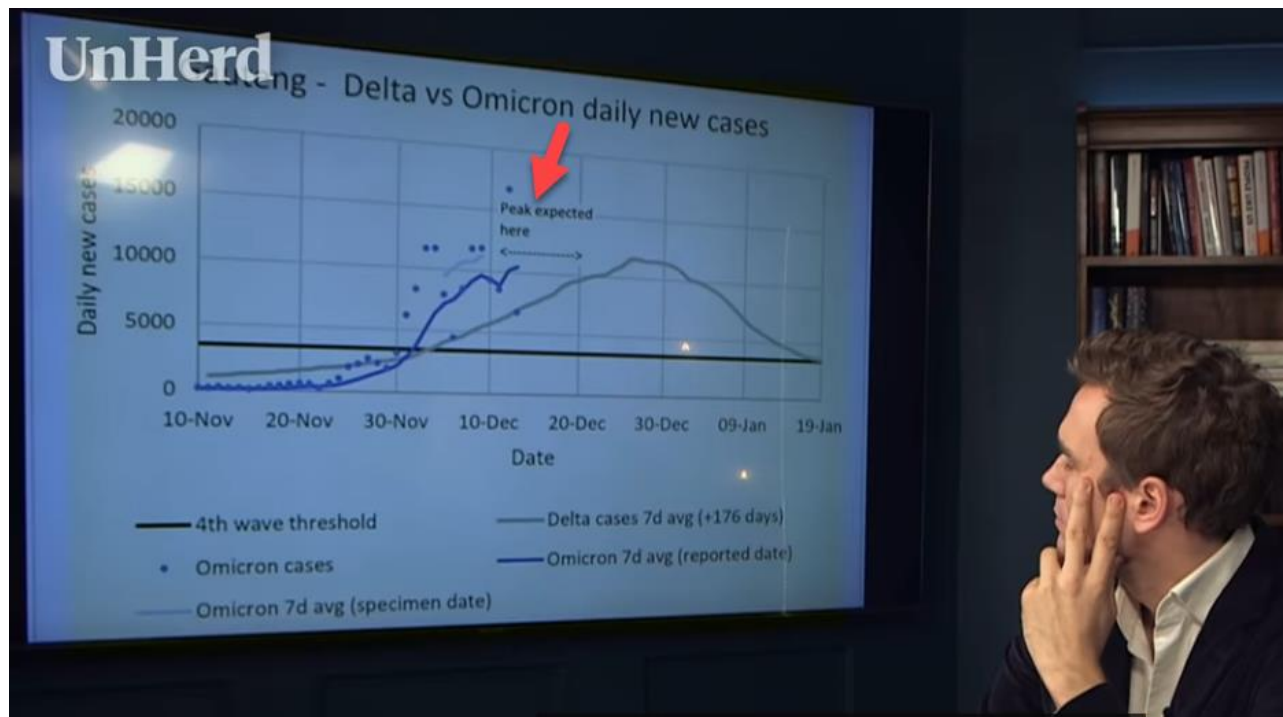 UnHerd
Gauteng - Delta vs Omicron daily new cases
20000
15000
10000
5000
0
Daily new cases
Peak expected
here
10-Nov 20-Nov 30-Nov 10-Dec 20-Dec 30-Dec 09-Jan 19-Jan
Date
4th wave threshold
Delta cases 7d avg (+176 days)
Omicron cases
Omicron 7d avg (reported date)
Omicron 7d avg (specimen date)